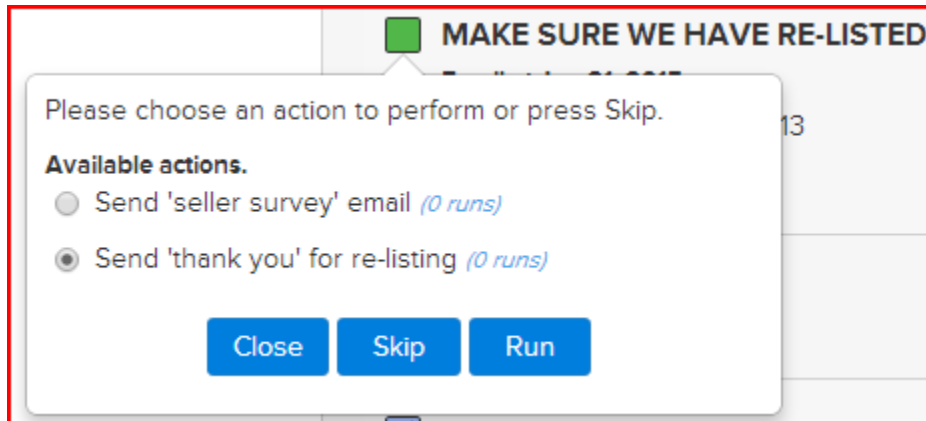 MAKE SURE WE HAVE RE-LISTED
Please choose an action to perform or press Skip.
13
Available actions.
Send 'seller survey' email (0 runs)
Send 'thank you' for re-listing (0 runs)
Close Skip Run